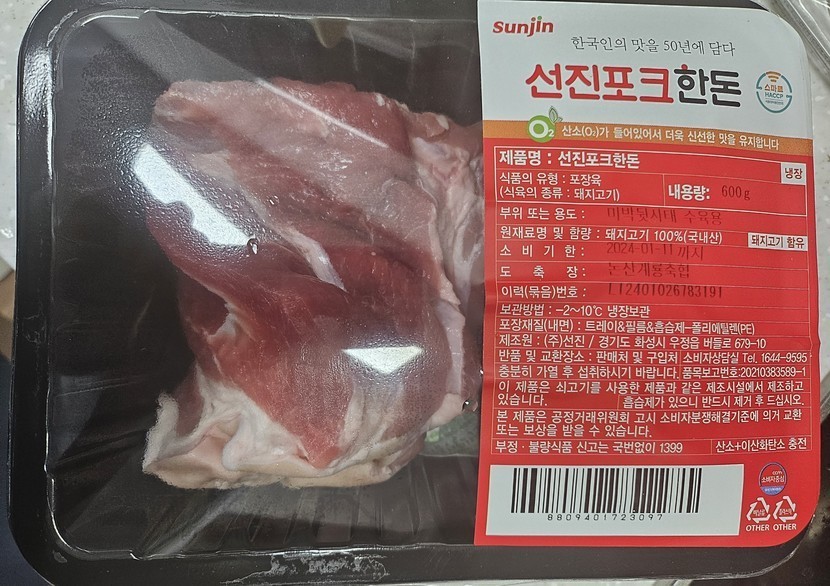 Sunjin
한국인의 맛을 50년에 담다
선진포크한돈
스마트
HACCP
O₂ 산소(O₂)가 들어있어서 더욱 신선한 맛을 유지합니다
제품명 : 선진포크한돈
냉장
식품의 유형 : 포장육
(식육의 종류 : 돼지고기)
내용량: 600g
부위 또는 용도 : 미박뒷사태 수육용
원재료명 및 함량 : 돼지고기 100%(국내산)
돼지고기 함유
소 비 기 한 : 2024-01-11까지
도 축 장 : 논산계룡축협
이력(묶음)번호 : L12401026783191
보관방법 : -2~10℃ 냉장보관
포장재질(내면) : 트레이&필름&흡습제-폴리에틸렌(PE)
제조원 : (주)선진 / 경기도 화성시 우정읍 버들로 679-10
반품 및 교환장소 : 판매처 및 구입처 소비자상담실 Tel. 1644-9595
충분히 가열 후 섭취하시기 바랍니다. 품목보고번호:20210383589-1
이 제품은 쇠고기를 사용한 제품과 같은 제조시설에서 제조하고
있습니다. 흡습제가 있으니 반드시 제거 후 드십시오.
본 제품은 공정거래위원회 고시 소비자분쟁해결기준에 의거 교환
또는 보상을 받을 수 있습니다.
부정·불량식품 신고는 국번없이 1399
산소+이산화탄소 충전
8809401723097
소비자중심
OTHER OTHER